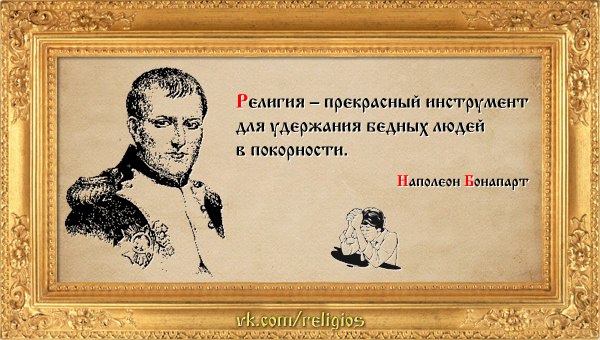 Религия – прекрасный инструмент
для удержания бедных людей
в покорности.
Наполеон Бонапарт
vk.com/religios